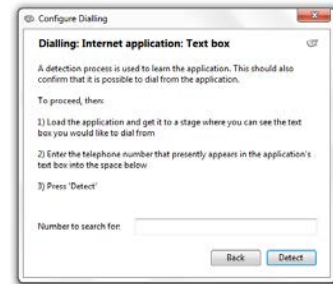 Configure Dialling
Dialling: Internet application: Text box
A detection process is used to learn the application. This should also
confirm that it is possible to dial from the application.
To proceed, then:
1) Load the application and get it to a stage where you can see the text
box you would like to dial from
2) Enter the telephone number that presently appears in the application's
text box into the space below
3) Press 'Detect'
Number to search for:
Back Detect